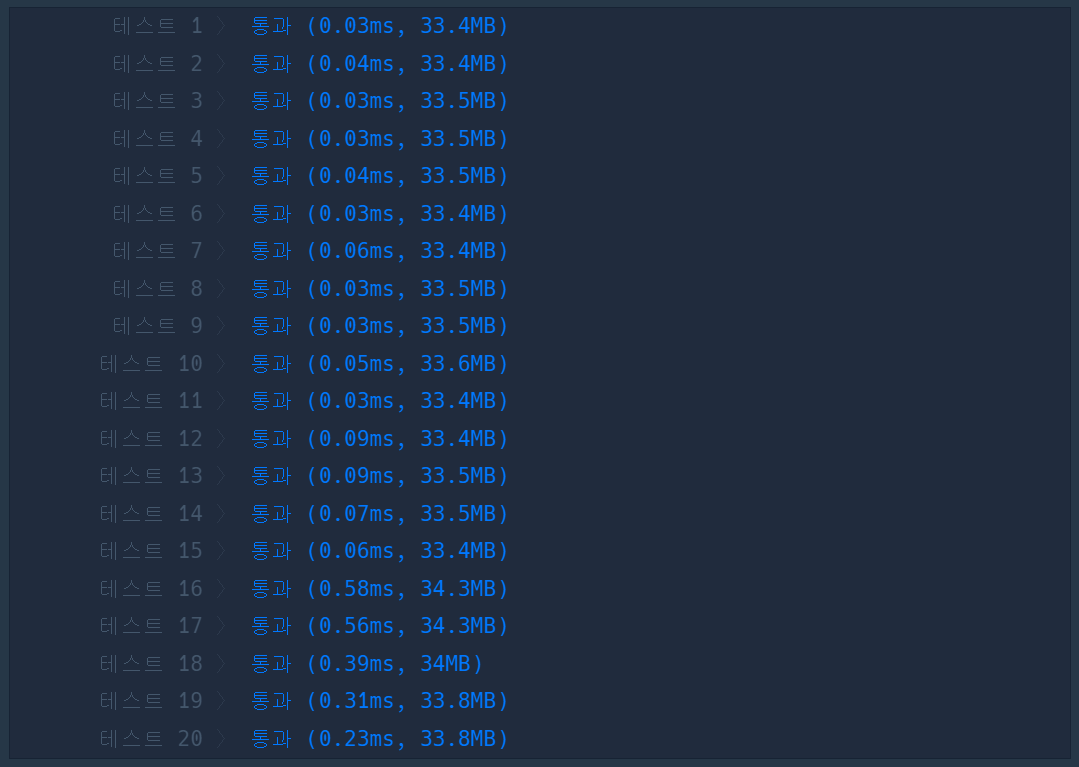 테스트 1 〉 통과 (0.03ms, 33.4MB)
테스트 2 〉 통과 (0.04ms, 33.4MB)
테스트 3 〉 통과 (0.03ms, 33.5MB)
테스트 4 〉 통과 (0.03ms, 33.5MB)
테스트 5 〉 통과 (0.04ms, 33.5MB)
테스트 6 〉 통과 (0.03ms, 33.4MB)
테스트 7 〉 통과 (0.06ms, 33.4MB)
테스트 8 〉 통과 (0.03ms, 33.5MB)
테스트 9 〉 통과 (0.03ms, 33.5MB)
테스트 10 〉 통과 (0.05ms, 33.6MB)
테스트 11 〉 통과 (0.03ms, 33.4MB)
테스트 12 〉 통과 (0.09ms, 33.4MB)
테스트 13 〉 통과 (0.09ms, 33.5MB)
테스트 14 〉 통과 (0.07ms, 33.5MB)
테스트 15 〉 통과 (0.06ms, 33.4MB)
테스트 16 〉 통과 (0.58ms, 34.3MB)
테스트 17 〉 통과 (0.56ms, 34.3MB)
테스트 18 〉 통과 (0.39ms, 34MB)
테스트 19 〉 통과 (0.31ms, 33.8MB)
테스트 20 〉 통과 (0.23ms, 33.8MB)